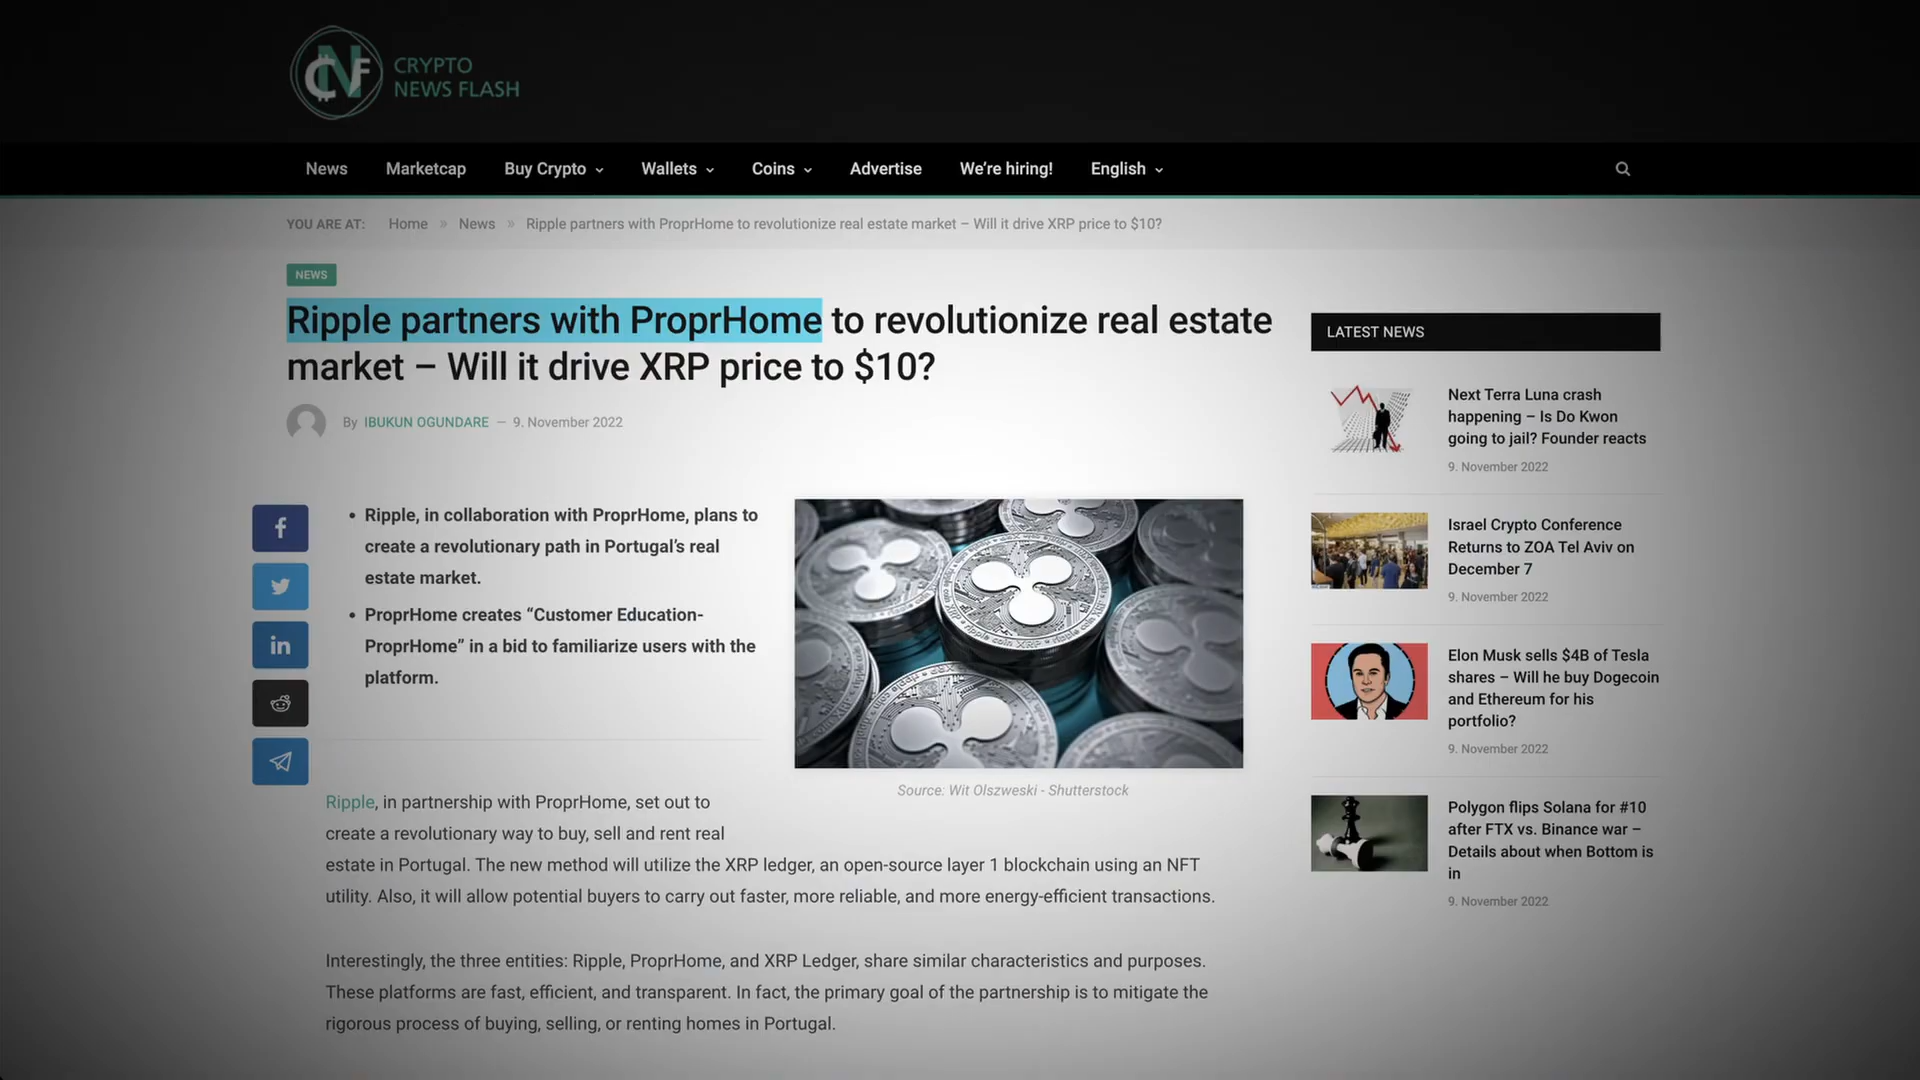 CNF
CRYPTO
NEWS FLASH
News
Marketcap
Buy Crypto
Wallets
Coins
Advertise
We're hiring!
English
YOU ARE AT: Home » News » Ripple partners with ProprHome to revolutionize real estate market – Will it drive XRP price to $10?
NEWS
Ripple partners with ProprHome to revolutionize real estate
market – Will it drive XRP price to $10?
By IBUKUN OGUNDARE — 9. November 2022
• Ripple, in collaboration with ProprHome, plans to
create a revolutionary path in Portugal's real
estate market.
• ProprHome creates “Customer Education-
ProprHome” in a bid to familiarize users with the
platform.
ripple coin XRP
Source: Wit Olszweski - Shutterstock
Ripple, in partnership with ProprHome, set out to
create a revolutionary way to buy, sell and rent real
estate in Portugal. The new method will utilize the XRP ledger, an open-source layer 1 blockchain using an NFT
utility. Also, it will allow potential buyers to carry out faster, more reliable, and more energy-efficient transactions.
Interestingly, the three entities: Ripple, ProprHome, and XRP Ledger, share similar characteristics and purposes.
These platforms are fast, efficient, and transparent. In fact, the primary goal of the partnership is to mitigate the
rigorous process of buying, selling, or renting homes in Portugal.
LATEST NEWS
Next Terra Luna crash
happening – Is Do Kwon
going to jail? Founder reacts
9. November 2022
Israel Crypto Conference
Returns to ZOA Tel Aviv on
December 7
9. November 2022
Elon Musk sells $4B of Tesla
shares – Will he buy Dogecoin
and Ethereum for his
portfolio?
9. November 2022
Polygon flips Solana for #10
after FTX vs. Binance war –
Details about when Bottom is
in
9. November 2022